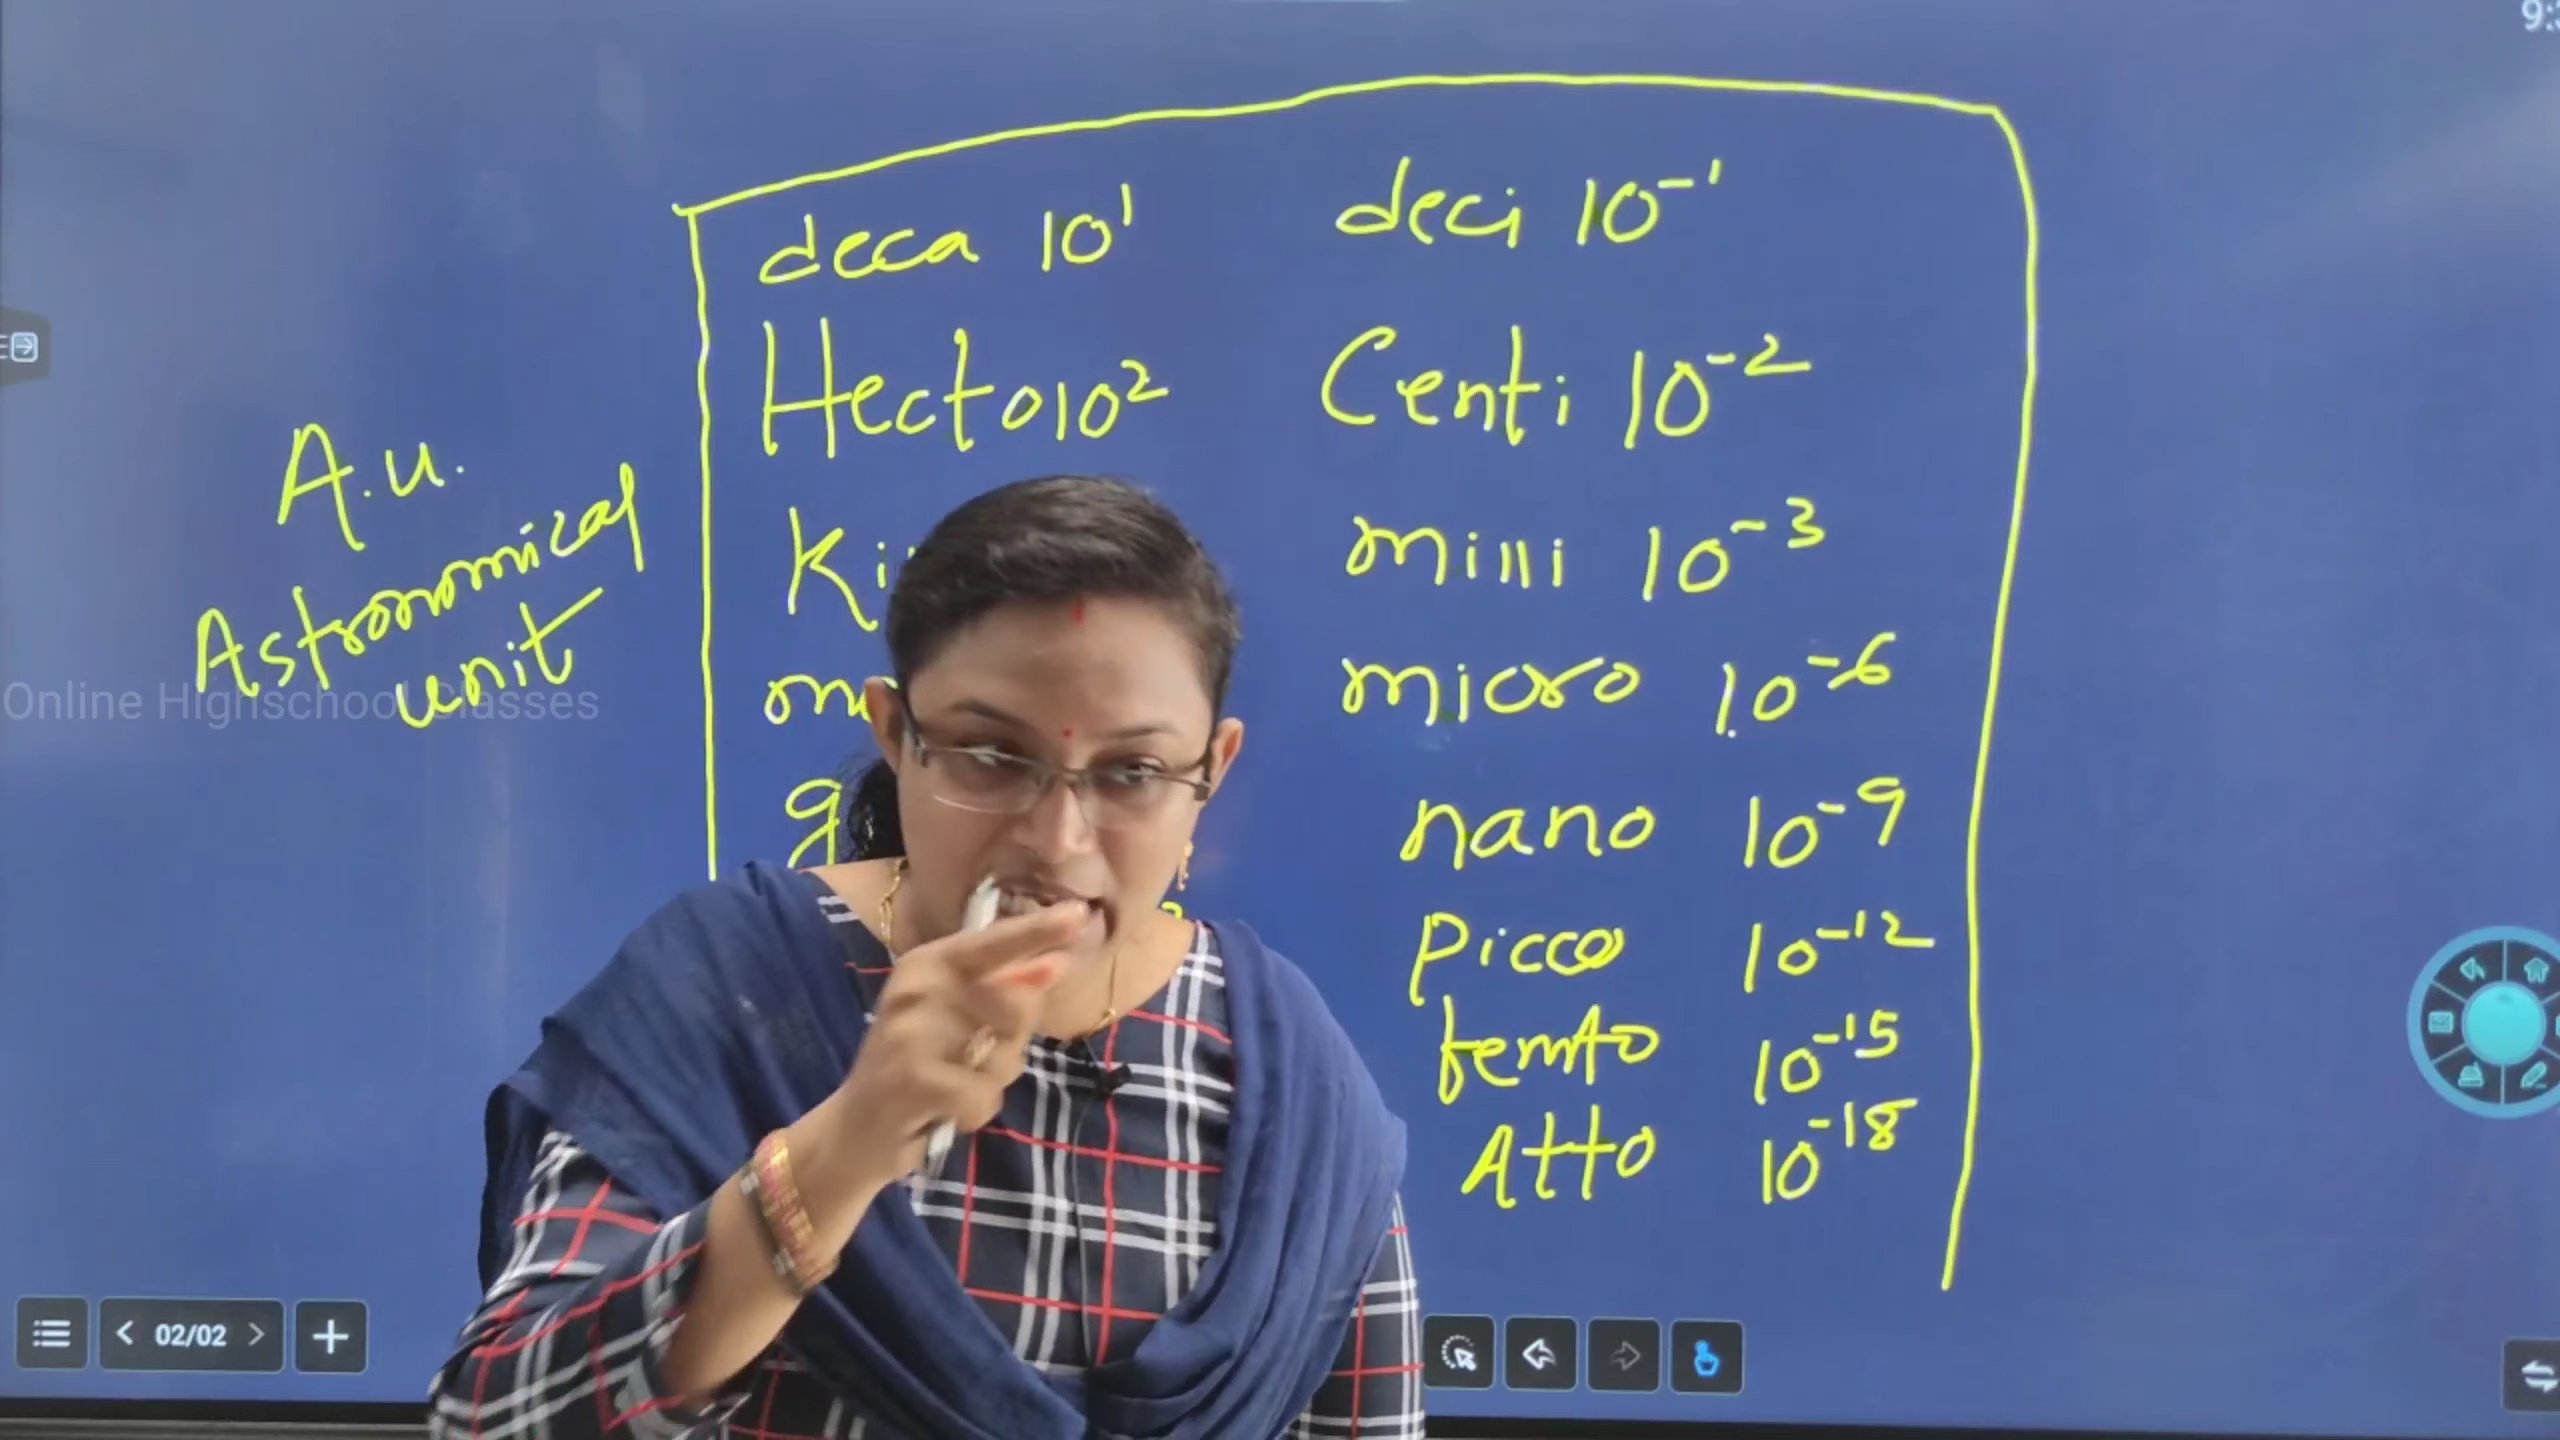 9:
deca 10¹ deci 10⁻¹
Hecto 10² Centi 10⁻²
milli 10⁻³
micro 10⁻⁶
nano 10⁻⁹
Picco 10⁻¹²
femto 10⁻¹⁵
Atto 10⁻¹⁸
A.U.
Astronomical
unit
Online Highschool Classes
02/02